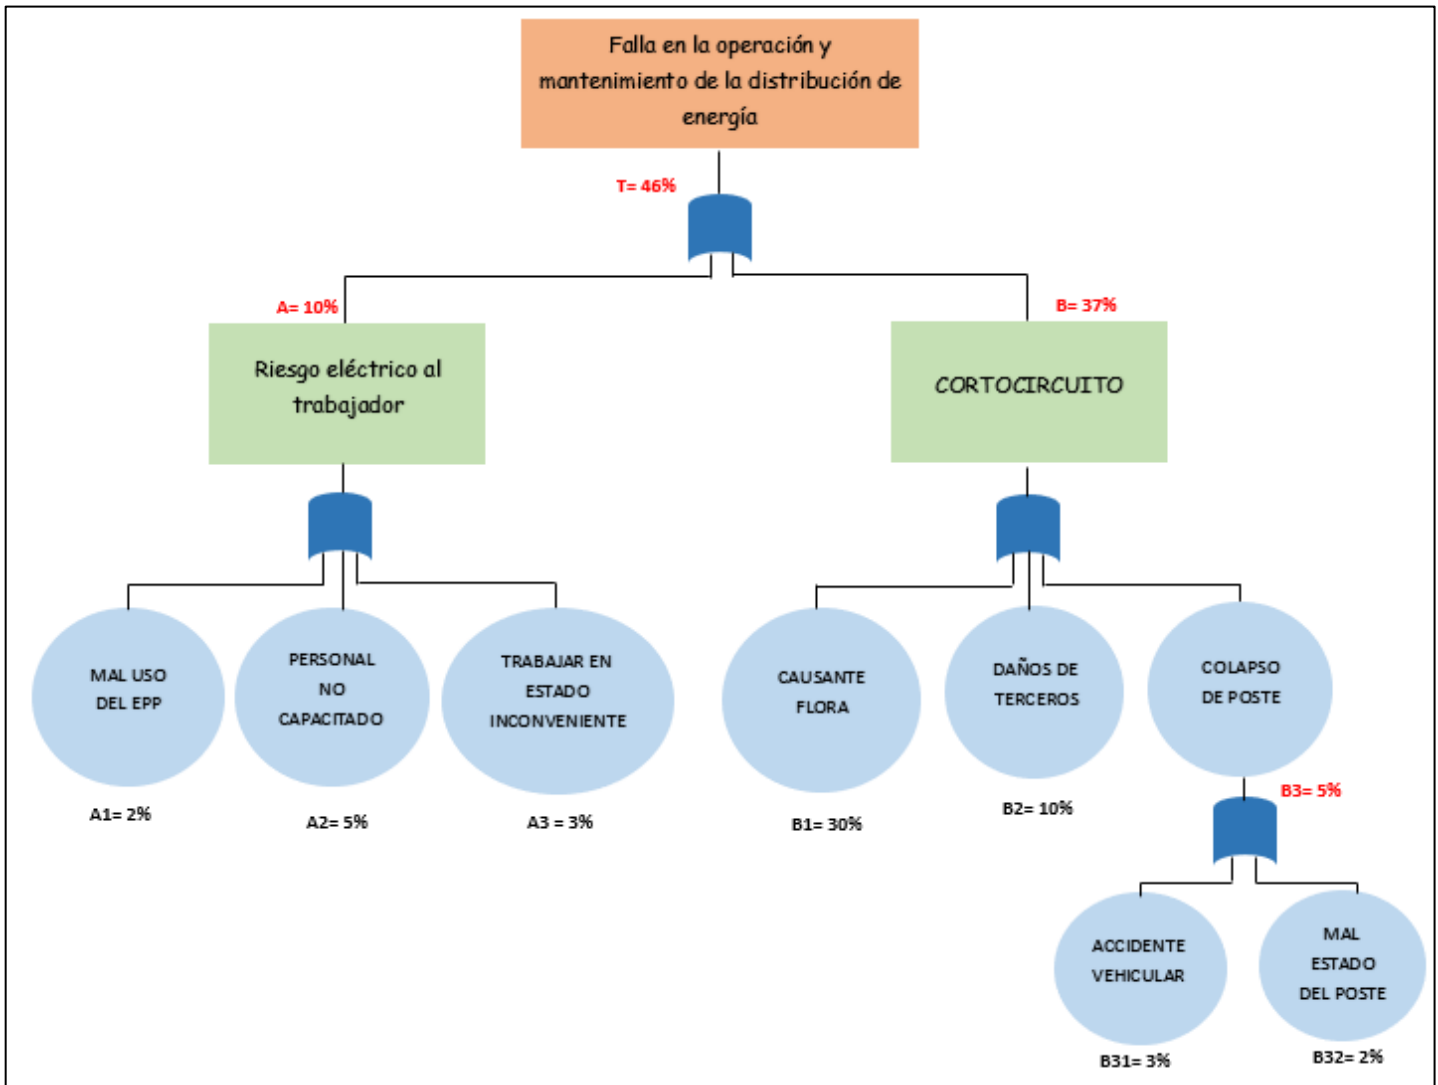 Falla en la operación y
mantenimiento de la distribución de
energía
T= 46%
A= 10%
B= 37%
Riesgo eléctrico al
trabajador
CORTOCIRCUITO
MAL USO
DEL EPP
PERSONAL
NO
CAPACITADO
TRABAJAR EN
ESTADO
INCONVENIENTE
CAUSANTE
FLORA
DAÑOS DE
TERCEROS
COLAPSO
DE POSTE
A1= 2%
A2= 5%
A3 = 3%
B1= 30%
B2= 10%
B3= 5%
ACCIDENTE
VEHICULAR
MAL
ESTADO
DEL POSTE
B31= 3%
B32= 2%